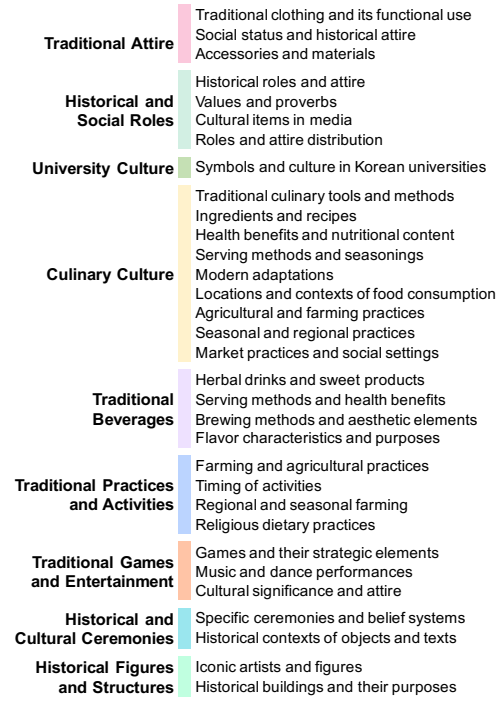 Traditional Attire
Traditional clothing and its functional use
Social status and historical attire
Accessories and materials
Historical and
Social Roles
Historical roles and attire
Values and proverbs
Cultural items in media
Roles and attire distribution
University Culture
Symbols and culture in Korean universities
Culinary Culture
Traditional culinary tools and methods
Ingredients and recipes
Health benefits and nutritional content
Serving methods and seasonings
Modern adaptations
Locations and contexts of food consumption
Agricultural and farming practices
Seasonal and regional practices
Market practices and social settings
Traditional
Beverages
Herbal drinks and sweet products
Serving methods and health benefits
Brewing methods and aesthetic elements
Flavor characteristics and purposes
Traditional Practices
and Activities
Farming and agricultural practices
Timing of activities
Regional and seasonal farming
Religious dietary practices
Traditional Games
and Entertainment
Games and their strategic elements
Music and dance performances
Cultural significance and attire
Historical and
Cultural Ceremonies
Specific ceremonies and belief systems
Historical contexts of objects and texts
Historical Figures
and Structures
Iconic artists and figures
Historical buildings and their purposes